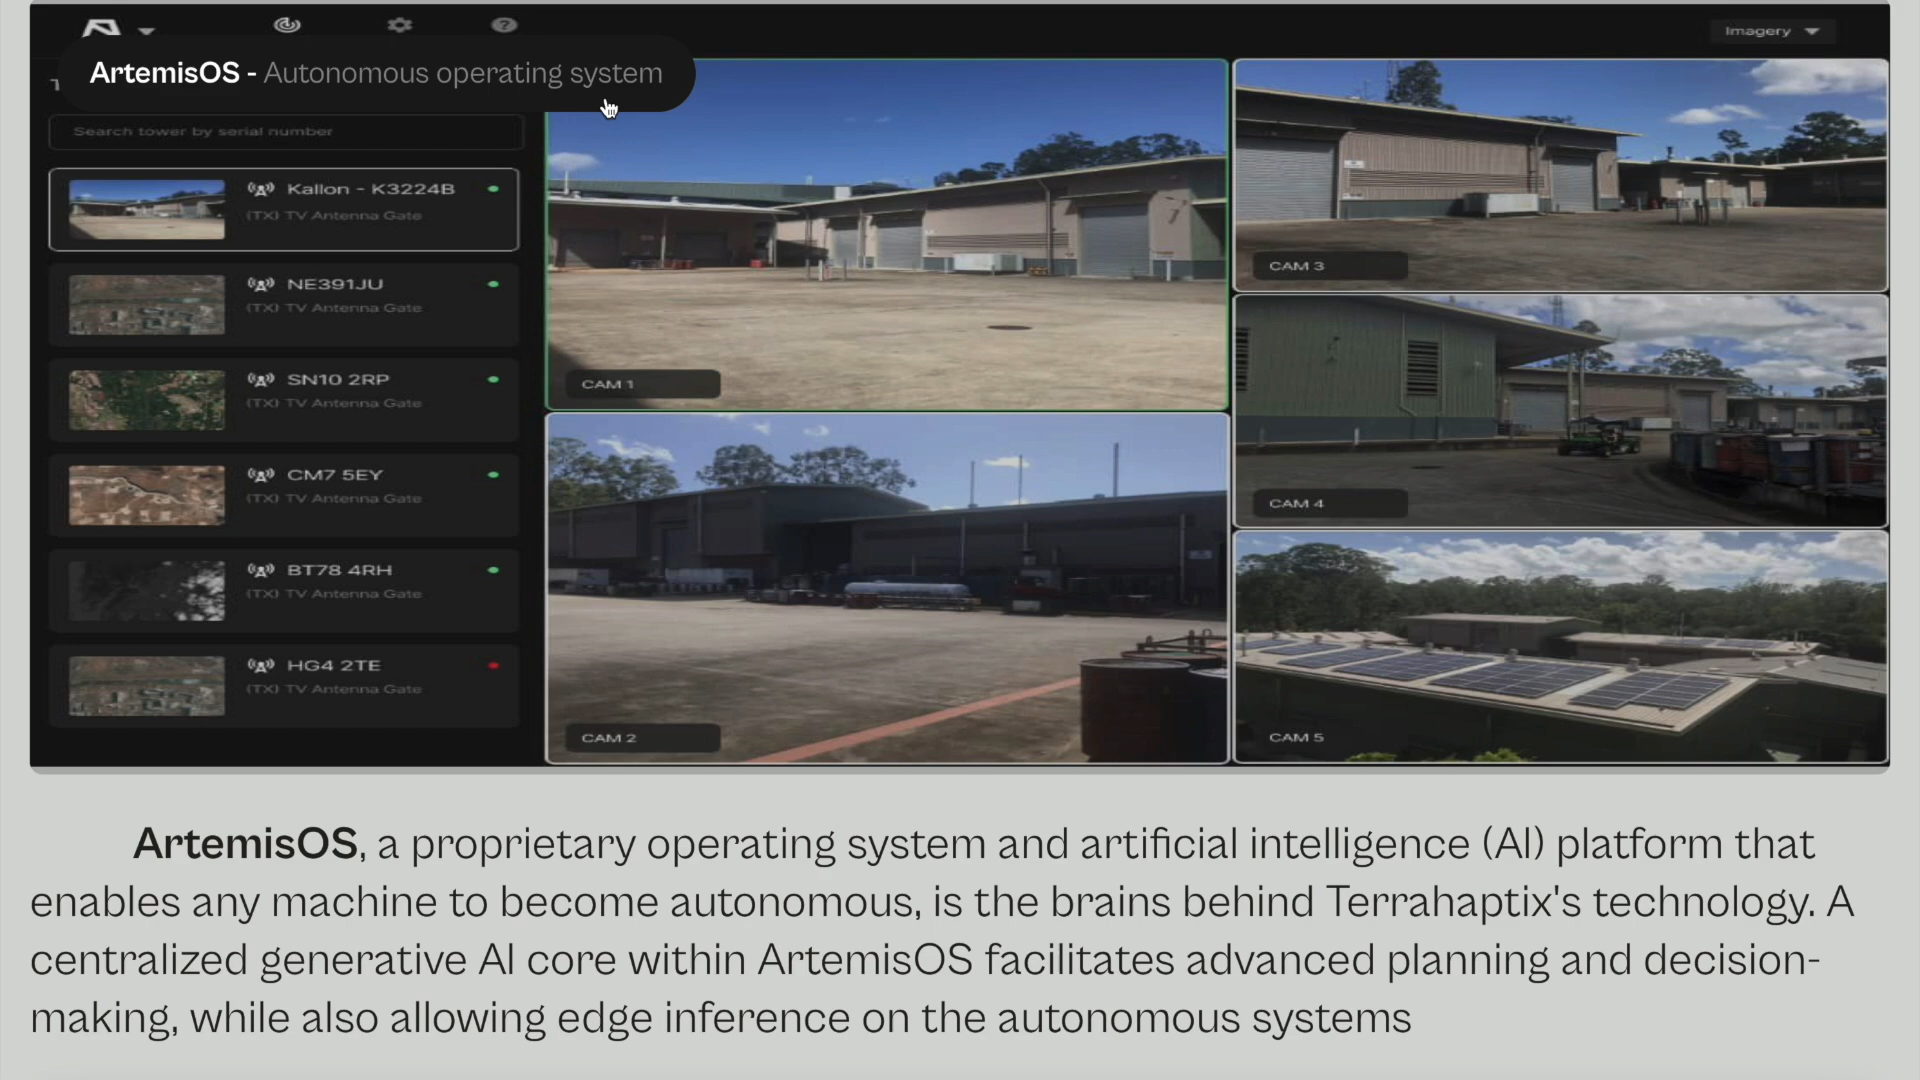 Imagery
ArtemisOS - Autonomous operating system
Search tower by serial number
Kallon - K3224B
(TX) TV Antenna Gate
NE391JU
(TX) TV Antenna Gate
SN10 2RP
(TX) TV Antenna Gate
CM7 5EY
(TX) TV Antenna Gate
BT78 4RH
(TX) TV Antenna Gate
HG4 2TE
(TX) TV Antenna Gate
CAM 1
CAM 2
CAM 3
CAM 4
CAM 5
ArtemisOS, a proprietary operating system and artificial intelligence (AI) platform that
enables any machine to become autonomous, is the brains behind Terrahaptix's technology. A
centralized generative AI core within ArtemisOS facilitates advanced planning and decision-
making, while also allowing edge inference on the autonomous systems